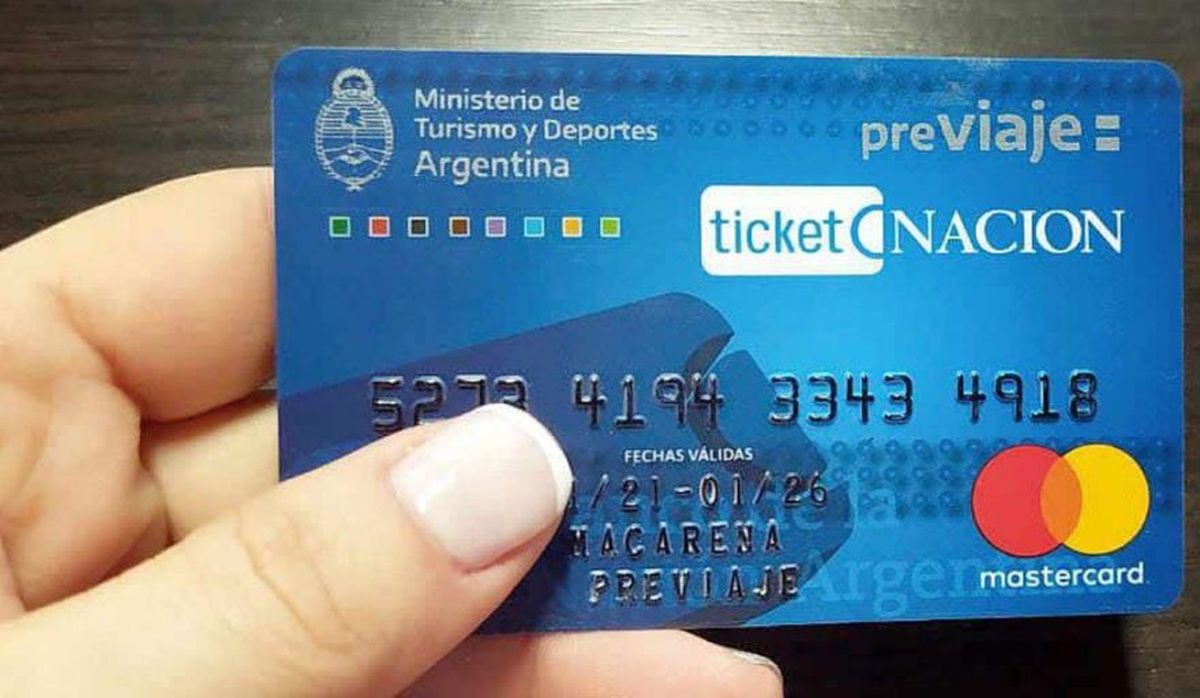 Ministerio de
Turismo y Deportes
Argentina
preViaje
ticket NACION
5273 4194 3343 4918
FECHAS VÁLIDAS
/21-01/26
MACARENA
PREVIAJE
mastercard